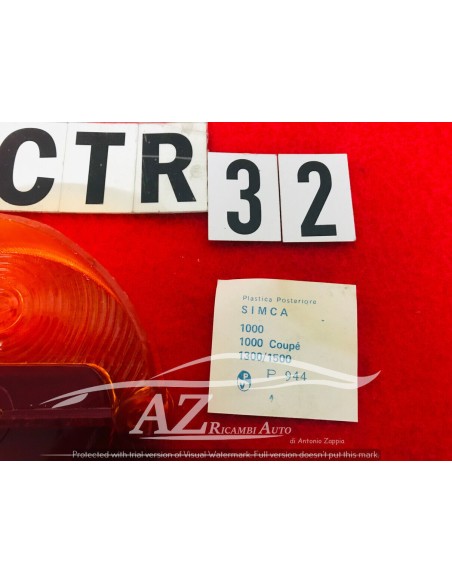 CTR
32
Plastica Posteriore
SIMCA
1000
1000 Coupé
1300/1500
P 944
AZ
RICAMBI AUTO
di Antonio Zappia
Protected with trial version of Visual Watermark. Full version doesn't put this mark.